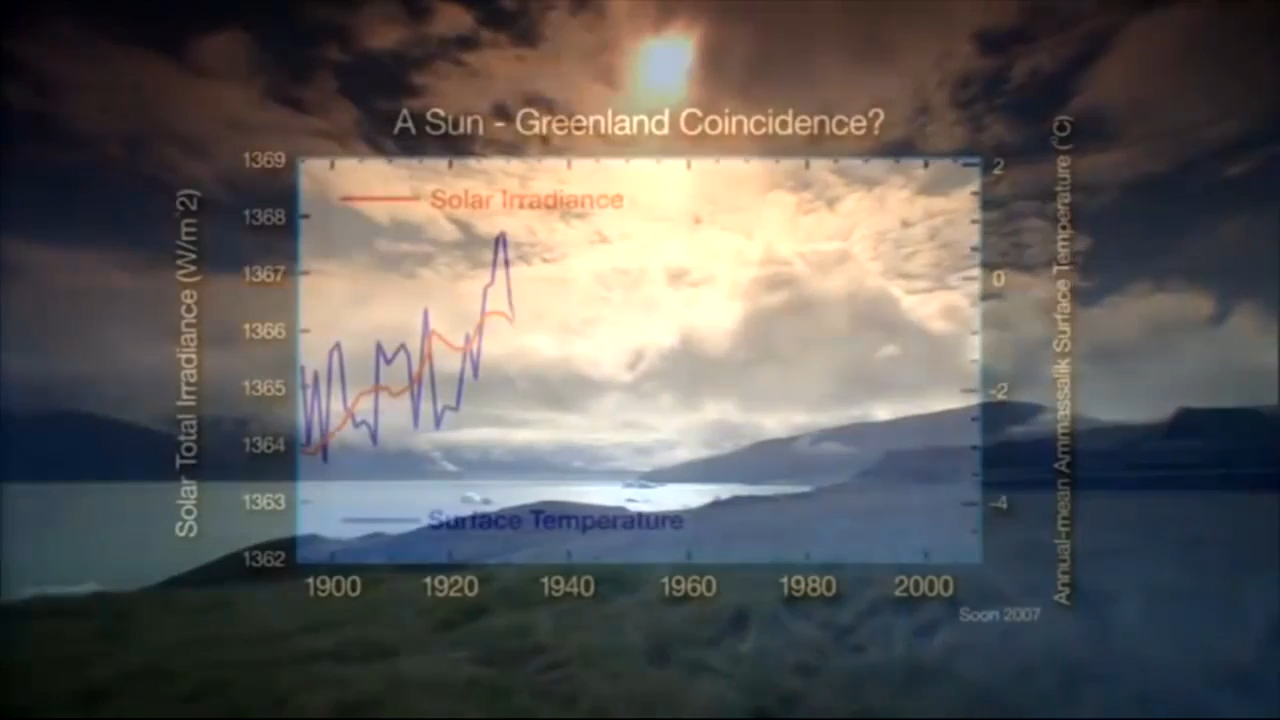 A Sun - Greenland Coincidence?
Solar Total Irradiance (W/mˆ2)
1369
1368
1367
1366
1365
1364
1363
1362
Solar Irradiance
Surface Temperature
2
0
-2
-4
Annual-mean Ammassalik Surface Temperature (˚C)
1900 1920 1940 1960 1980 2000
Soon 2007